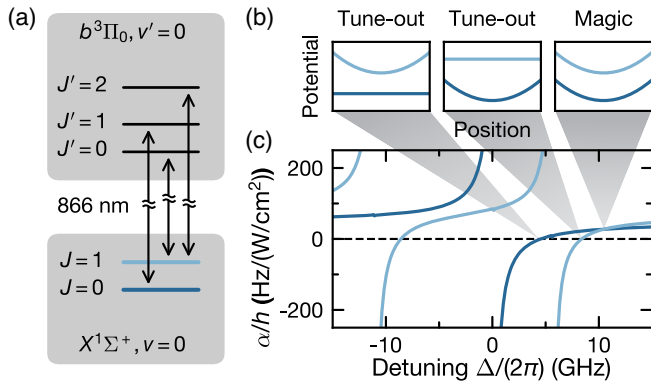 (a)
b³Π₀, v′ = 0
J′ = 2
J′ = 1
J′ = 0
866 nm
J = 1
J = 0
X¹Σ⁺, v = 0
(b)
Tune-out
Tune-out
Magic
Potential
Position
(c)
α/h (Hz/(W/cm²))
200
0
-200
-10
0
10
Detuning Δ/(2π) (GHz)